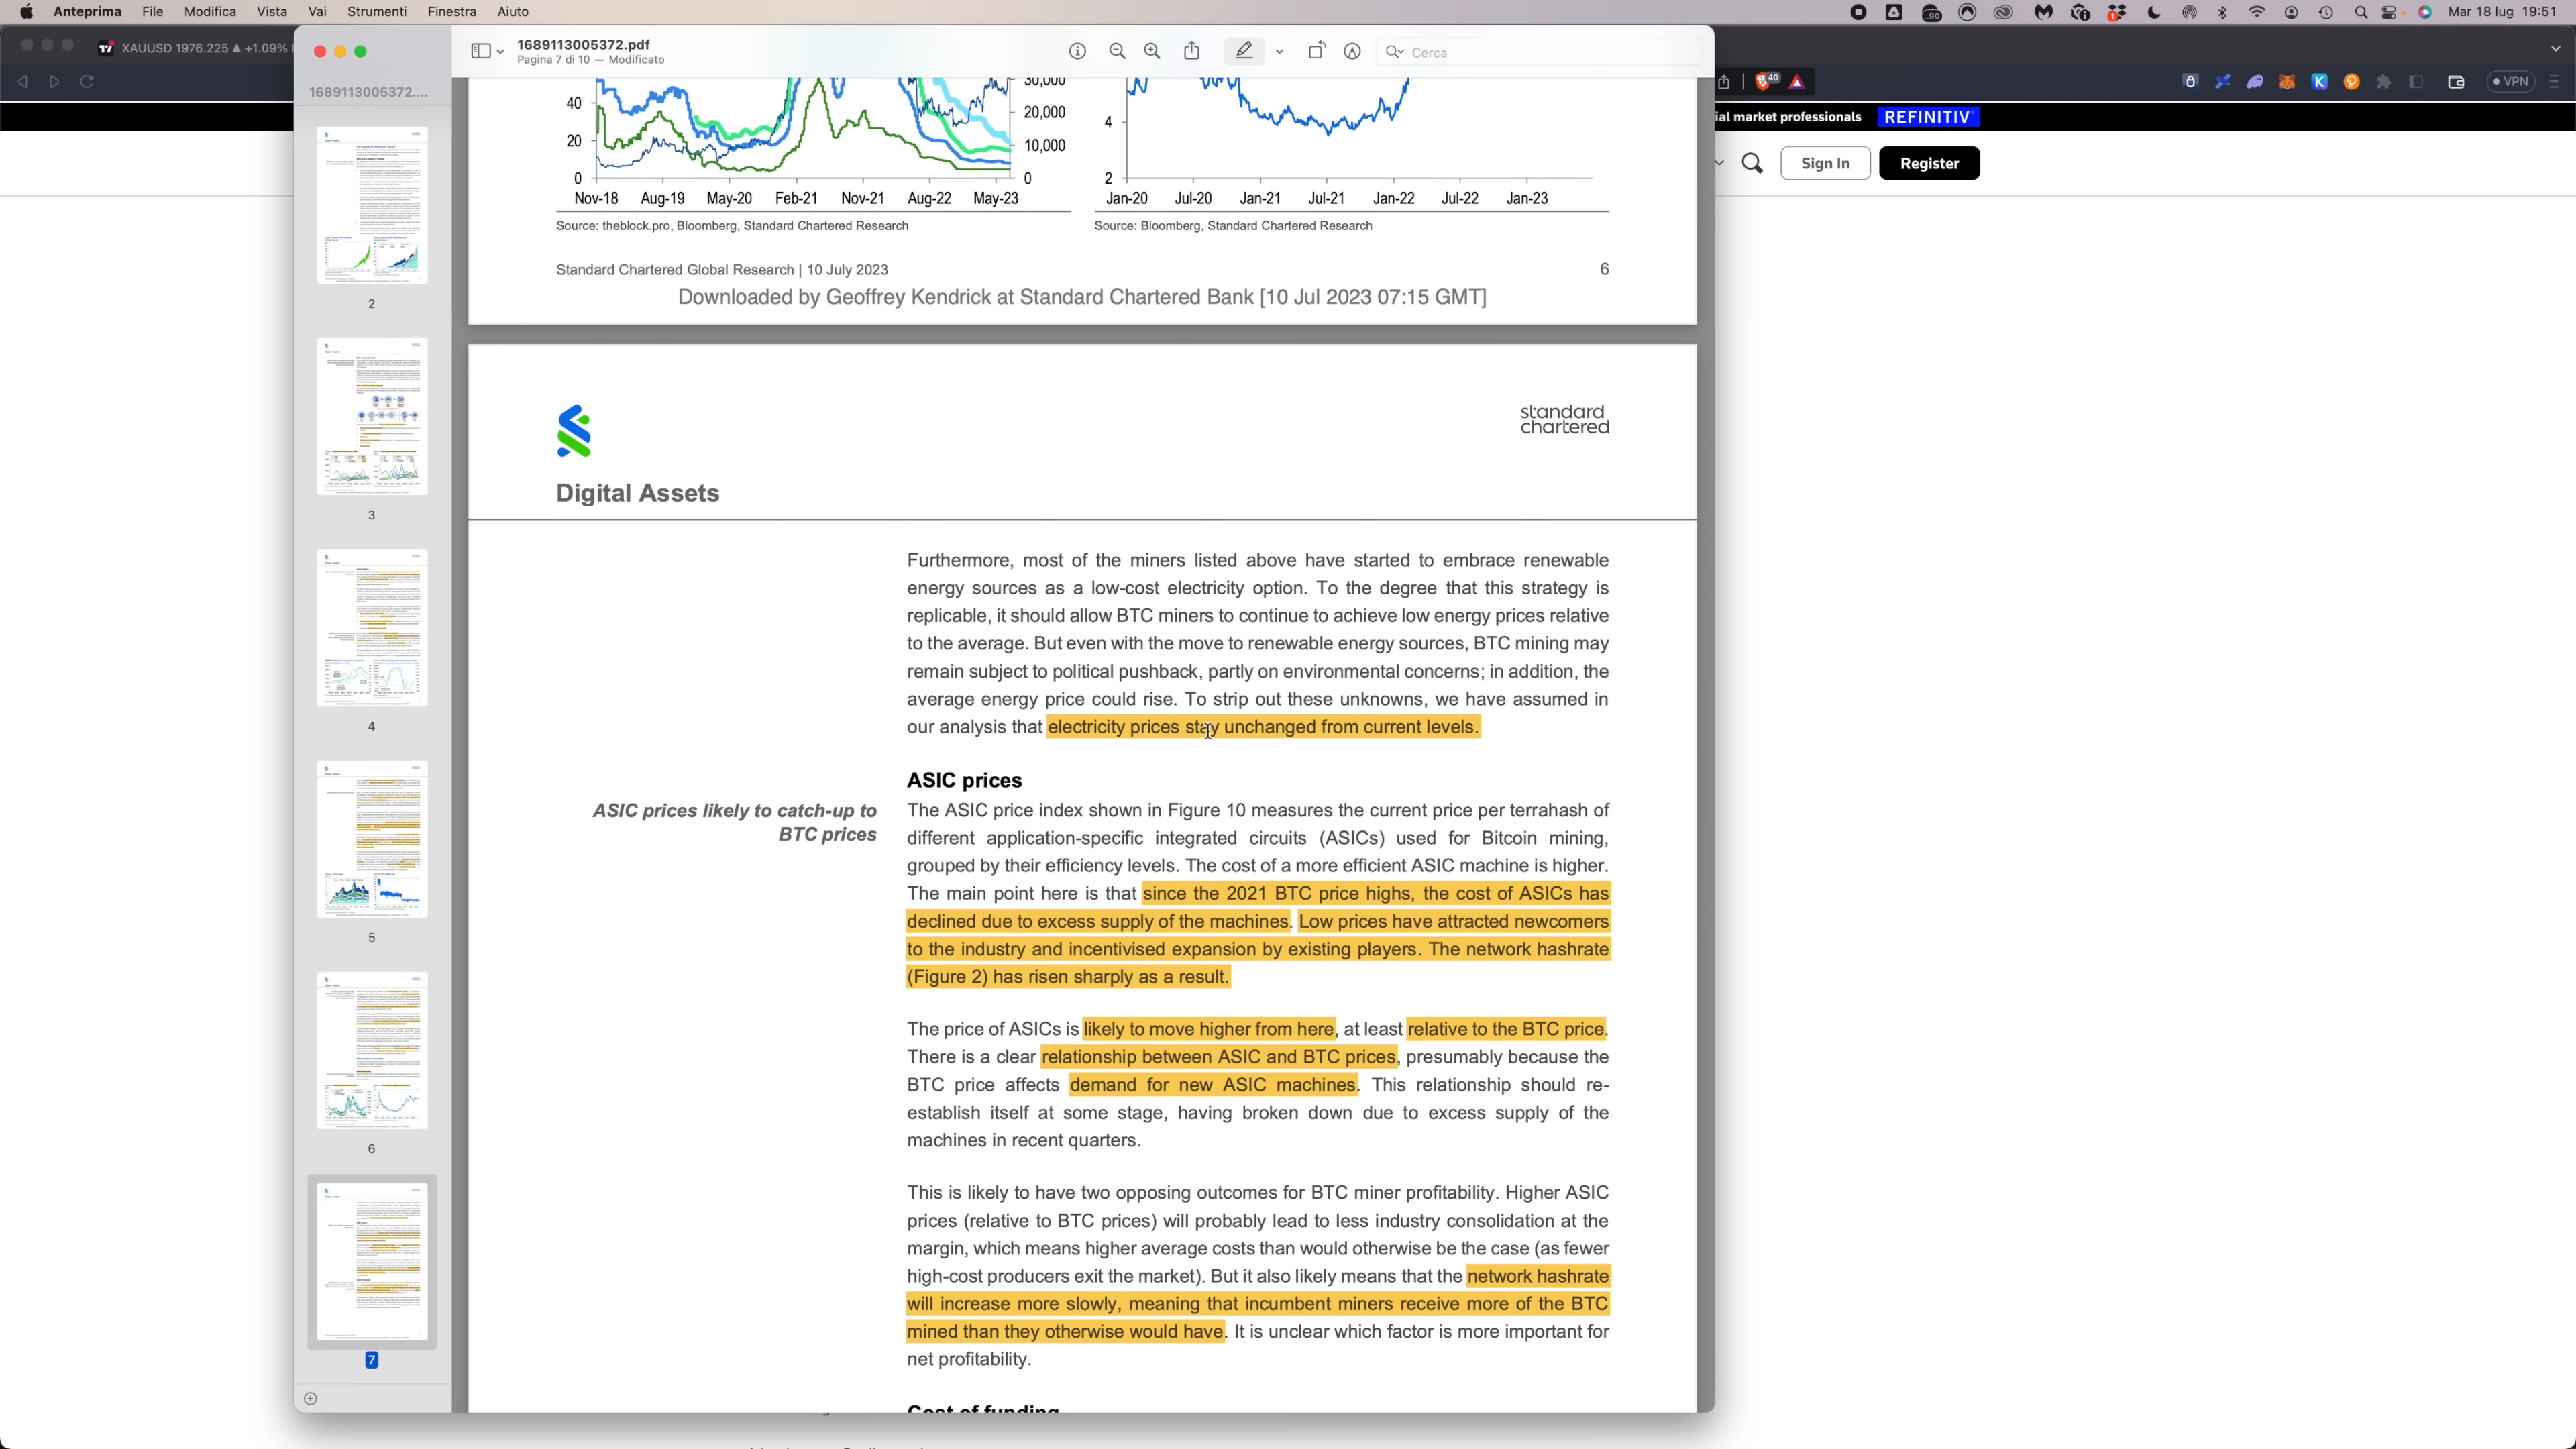 Anteprima File Modifica Vista Vai Strumenti Finestra Aiuto
Mar 18 lug 19:51
XAUUSD 1976.225 ▲ +1.09%
1689113005372.pdf
Pagina 7 di 10 — Modificato
Cerca
1689113005372....
VPN
ial market professionals REFINITIV
Sign In Register
40
20
0
30,000
20,000
10,000
0
Nov-18 Aug-19 May-20 Feb-21 Nov-21 Aug-22 May-23
4
2
Jan-20 Jul-20 Jan-21 Jul-21 Jan-22 Jul-22 Jan-23
Source: theblock.pro, Bloomberg, Standard Chartered Research
Source: Bloomberg, Standard Chartered Research
Standard Chartered Global Research | 10 July 2023 6
Downloaded by Geoffrey Kendrick at Standard Chartered Bank [10 Jul 2023 07:15 GMT]
standard
chartered
Digital Assets
Furthermore, most of the miners listed above have started to embrace renewable
energy sources as a low-cost electricity option. To the degree that this strategy is
replicable, it should allow BTC miners to continue to achieve low energy prices relative
to the average. But even with the move to renewable energy sources, BTC mining may
remain subject to political pushback, partly on environmental concerns; in addition, the
average energy price could rise. To strip out these unknowns, we have assumed in
our analysis that electricity prices stay unchanged from current levels.
ASIC prices
ASIC prices likely to catch-up to
BTC prices
The ASIC price index shown in Figure 10 measures the current price per terrahash of
different application-specific integrated circuits (ASICs) used for Bitcoin mining,
grouped by their efficiency levels. The cost of a more efficient ASIC machine is higher.
The main point here is that since the 2021 BTC price highs, the cost of ASICs has
declined due to excess supply of the machines. Low prices have attracted newcomers
to the industry and incentivised expansion by existing players. The network hashrate
(Figure 2) has risen sharply as a result.
The price of ASICs is likely to move higher from here, at least relative to the BTC price.
There is a clear relationship between ASIC and BTC prices, presumably because the
BTC price affects demand for new ASIC machines. This relationship should re-
establish itself at some stage, having broken down due to excess supply of the
machines in recent quarters.
This is likely to have two opposing outcomes for BTC miner profitability. Higher ASIC
prices (relative to BTC prices) will probably lead to less industry consolidation at the
margin, which means higher average costs than would otherwise be the case (as fewer
high-cost producers exit the market). But it also likely means that the network hashrate
will increase more slowly, meaning that incumbent miners receive more of the BTC
mined than they otherwise would have. It is unclear which factor is more important for
net profitability.
Cost of funding
2
3
4
5
6
7